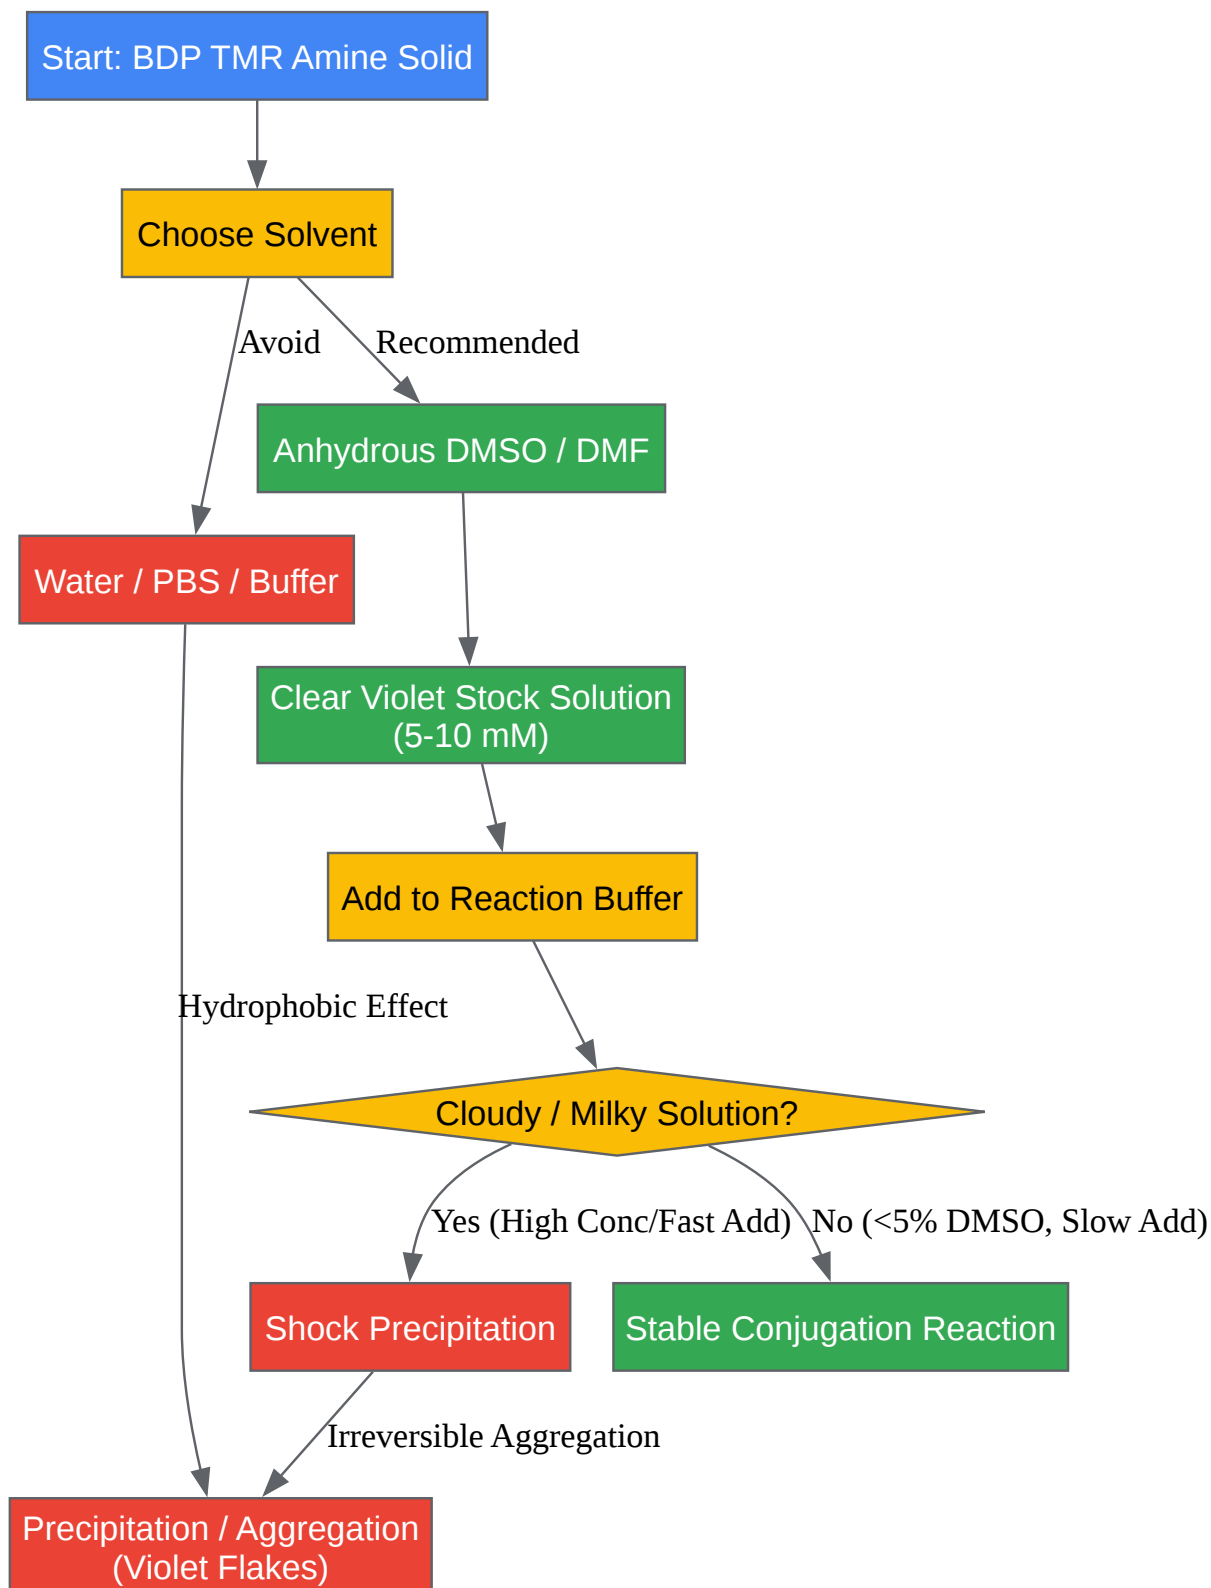 Start: BDP TMR Amine Solid
Choose Solvent
Avoid
Recommended
Anhydrous DMSO / DMF
Water / PBS / Buffer
Clear Violet Stock Solution
(5-10 mM)
Add to Reaction Buffer
Hydrophobic Effect
Cloudy / Milky Solution?
Yes (High Conc/Fast Add)
No (<5% DMSO, Slow Add)
Shock Precipitation
Stable Conjugation Reaction
Irreversible Aggregation
Precipitation / Aggregation
(Violet Flakes)